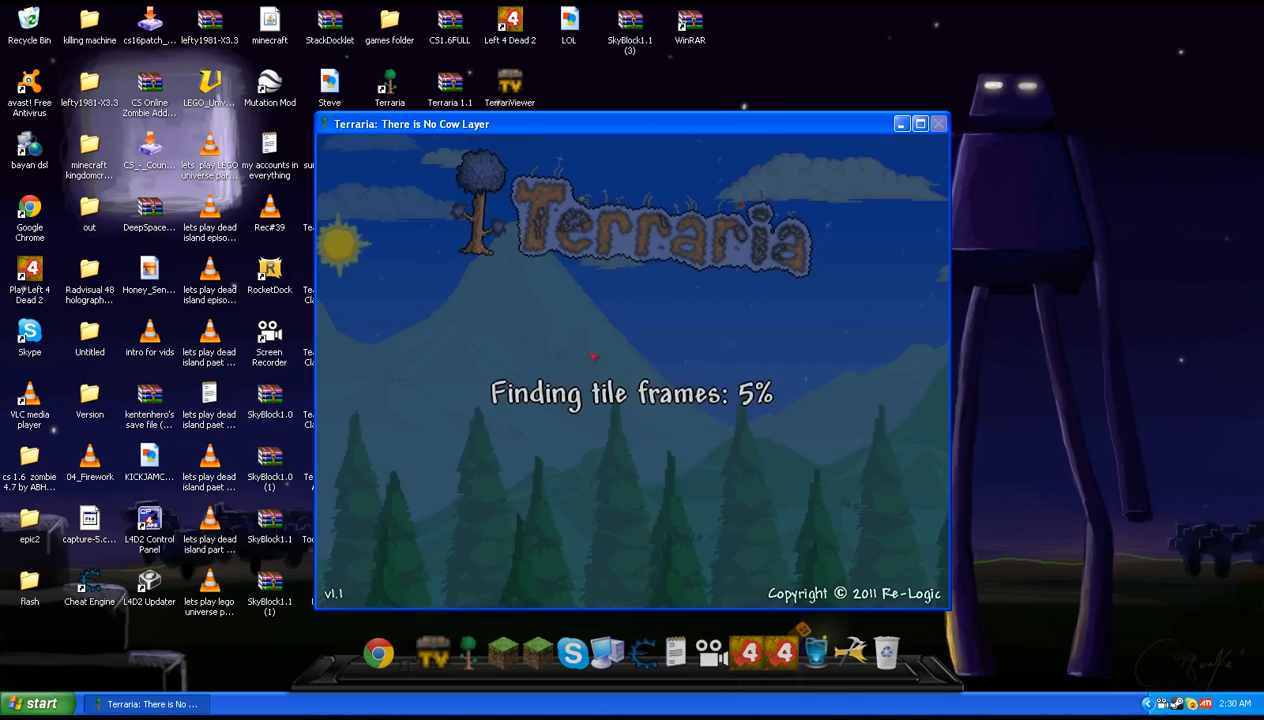 Recycle Bin
killing machine
cs16patch_...
lefty1981-X3.3
minecraft
StackDocklet
games folder
CS1.6FULL
Left 4 Dead 2
LOL
SkyBlock1.1
(3)
WinRAR
avast! Free
Antivirus
lefty1981-X3.3
CS Online
Zombie Add...
LEGO_Univ...
Mutation Mod
Steve
Terraria
Terraria 1.1
TerrariViewer
Terraria: There is No Cow Layer
bayan dsl
minecraft
kingdomcr...
CS_-_Coun...
lets_play LEGO
universe par...
my accounts in
everything
Terraria
Google
Chrome
out
DeepSpace...
lets play dead
island episo...
Rec#39
Play Left 4
Dead 2
Radvisual 48
holograph...
Honey_Sen...
lets play dead
island episo...
RocketDock
Skype
Untitled
intro for vids
lets play dead
island episo...
Screen
Recorder
Finding tile frames: 5%
VLC media
player
Version
kentenhero's
save file (...
lets play dead
island paet ...
SkyBlock1.0
cs 1.6 zombie
4.7 by ABH...
04_Firework
KICKJAMC...
lets play dead
island paet ...
SkyBlock1.0
(1)
epic2
capture-5.c...
L4D2 Control
Panel
lets play dead
island part ...
SkyBlock1.1
flash
Cheat Engine
L4D2 Updater
lets play lego
universe p...
SkyBlock1.1
(1)
v1.1
Copyright © 2011 Re-Logic
start
Terraria: There is No ...
2:30 AM